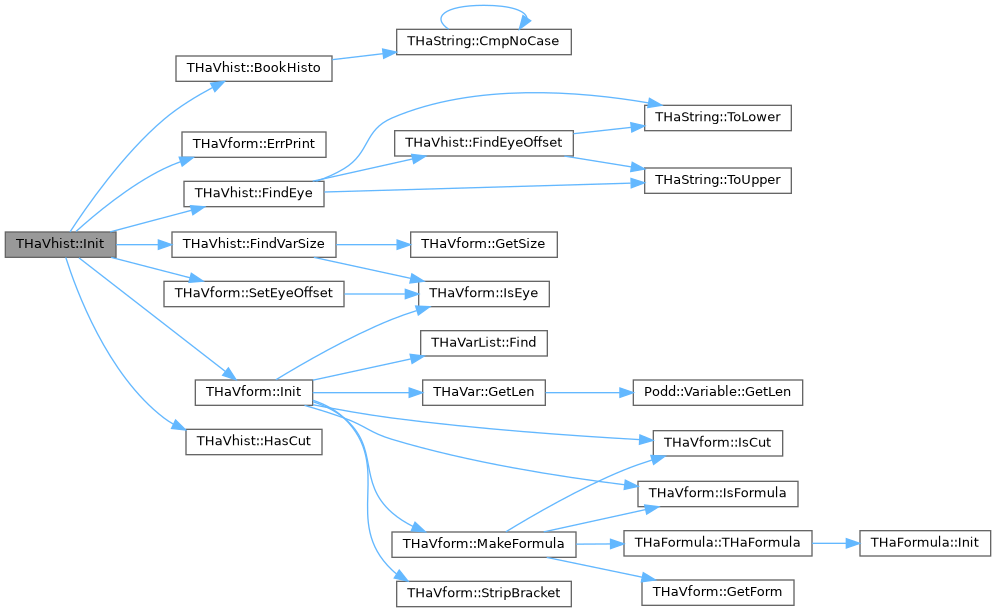 THaString::CmpNoCase
THaVhist::BookHisto
THaString::ToLower
THaVform::ErrPrint
THaVhist::FindEyeOffset
THaString::ToUpper
THaVhist::FindEye
THaVhist::Init
THaVhist::FindVarSize
THaVform::GetSize
THaVform::SetEyeOffset
THaVform::IsEye
THaVarList::Find
THaVform::Init
THaVar::GetLen
Podd::Variable::GetLen
THaVhist::HasCut
THaVform::IsCut
THaVform::IsFormula
THaVform::MakeFormula
THaFormula::THaFormula
THaFormula::Init
THaVform::StripBracket
THaVform::GetForm